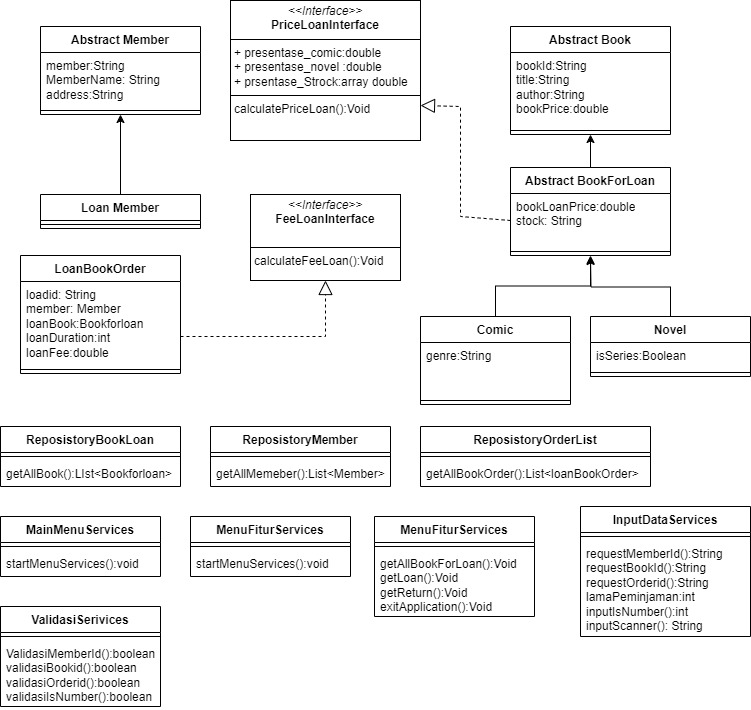 Abstract Member
member:String
MemberName: String
address:String
<<Interface>>
PriceLoanInterface
+ presentase_comic:double
+ presentase_novel :double
+ prsentase_Strock:array double
calculatePriceLoan():Void
Abstract Book
bookId:String
title:String
author:String
bookPrice:double
Loan Member
<<Interface>>
FeeLoanInterface
calculateFeeLoan():Void
Abstract BookForLoan
bookLoanPrice:double
stock: String
LoanBookOrder
loadid: String
member: Member
loanBook:Bookforloan
loanDuration:int
loanFee:double
Comic
genre:String
Novel
isSeries:Boolean
ReposistoryBookLoan
getAllBook():LIst<Bookforloan>
ReposistoryMember
getAllMemeber():List<Member>
ReposistoryOrderList
getAllBookOrder():List<loanBookOrder>
MainMenuServices
startMenuServices():void
MenuFiturServices
startMenuServices():void
MenuFiturServices
getAllBookForLoan():Void
getLoan():Void
getReturn():Void
exitApplication():Void
InputDataServices
requestMemberId():String
requestBookId():String
requestOrderid():String
lamaPeminjaman:int
inputIsNumber():int
inputScanner(): String
ValidasiSerivices
ValidasiMemberId():boolean
validasiBookid():boolean
validasiOrderid():boolean
validasiIsNumber():boolean